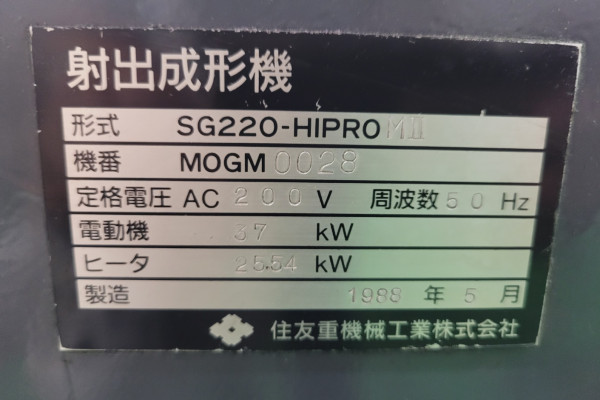 射出成形機
形式 SG220-HIPRO MII
機番 MOGM 0028
定格電圧 AC 200 V 周波数 50 Hz
電動機 37 kW
ヒータ 25.54 kW
製造 1988 年 5 月
住友重機械工業株式会社